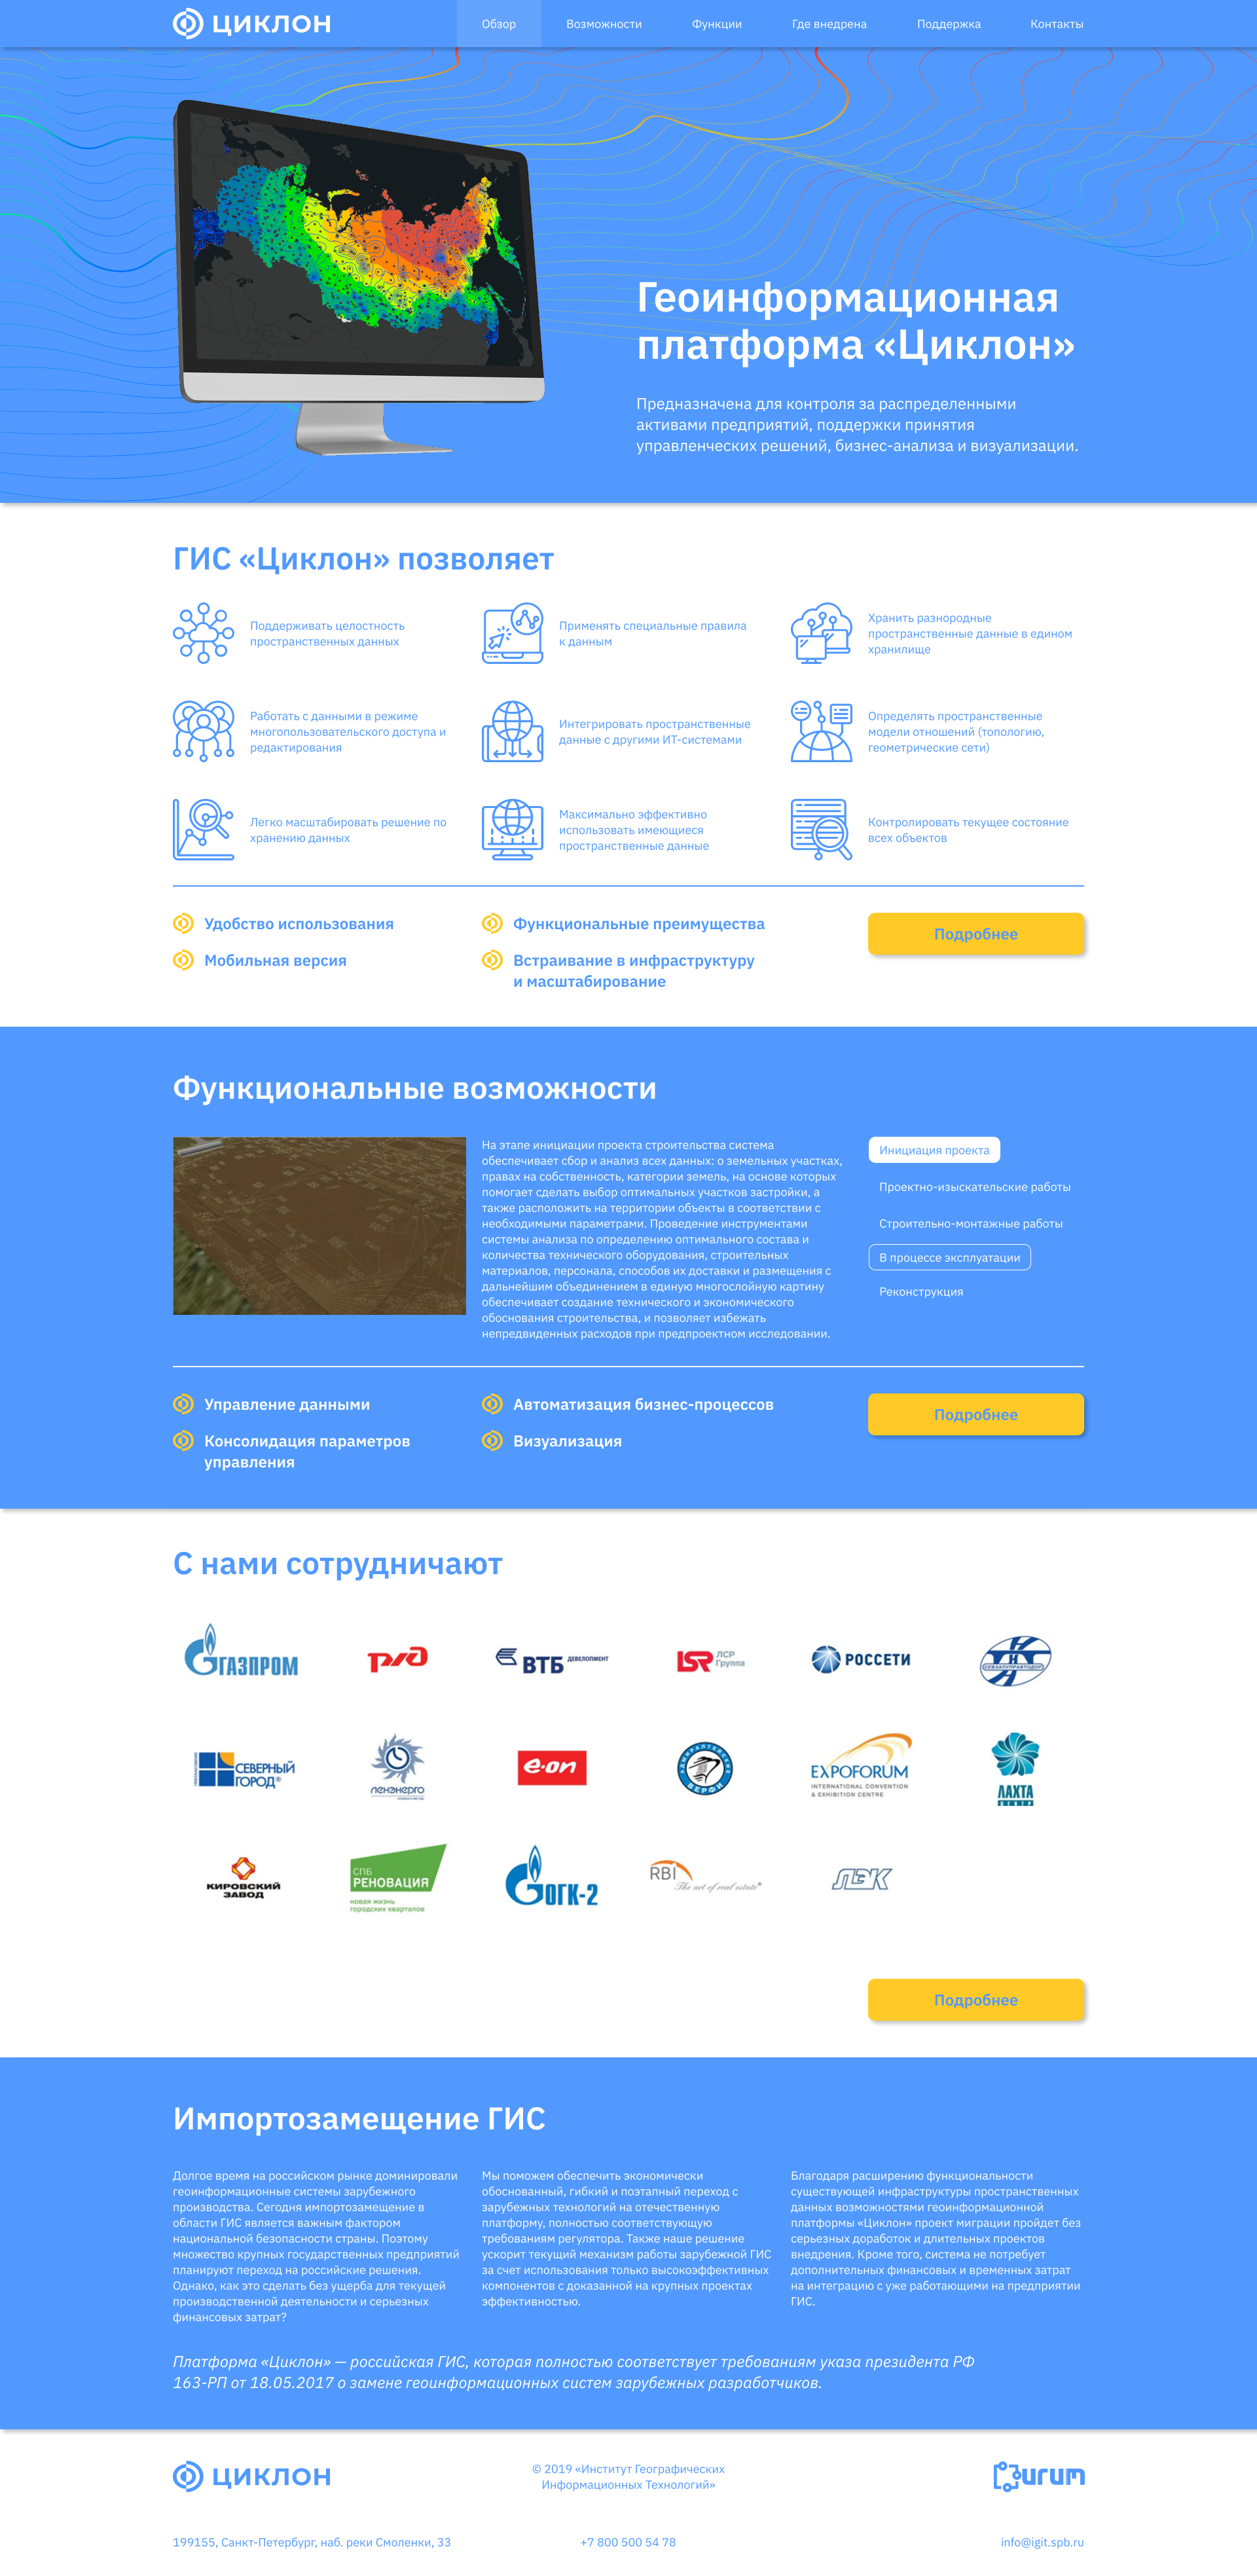 ЦИКЛОН
Обзор
Возможности
Функции
Где внедрена
Поддержка
Контакты
Геоинформационная
платформа «Циклон»
Предназначена для контроля за распределенными
активами предприятий, поддержки принятия
управленческих решений, бизнес-анализа и визуализации.
ГИС «Циклон» позволяет
Поддерживать целостность
пространственных данных
Применять специальные правила
к данным
Хранить разнородные
пространственные данные в едином
хранилище
Работать с данными в режиме
многопользовательского доступа и
редактирования
Интегрировать пространственные
данные с другими ИТ-системами
Определять пространственные
модели отношений (топологию,
геометрические сети)
Легко масштабировать решение по
хранению данных
Максимально эффективно
использовать имеющиеся
пространственные данные
Контролировать текущее состояние
всех объектов
Удобство использования
Функциональные преимущества
Подробнее
Мобильная версия
Встраивание в инфраструктуру
и масштабирование
Функциональные возможности
На этапе инициации проекта строительства система
обеспечивает сбор и анализ всех данных: о земельных участках,
правах на собственность, категории земель, на основе которых
помогает сделать выбор оптимальных участков застройки, а
также расположить на территории объекты в соответствии с
необходимыми параметрами. Проведение инструментами
системы анализа по определению оптимального состава и
количества технического оборудования, строительных
материалов, персонала, способов их доставки и размещения с
дальнейшим объединением в единую многослойную картину
обеспечивает создание технического и экономического
обоснования строительства, и позволяет избежать
непредвиденных расходов при предпроектном исследовании.
Инициация проекта
Проектно-изыскательские работы
Строительно-монтажные работы
В процессе эксплуатации
Реконструкция
Управление данными
Автоматизация бизнес-процессов
Подробнее
Консолидация параметров
управления
Визуализация
С нами сотрудничают
ГАЗПРОМ
РЖД
ВТБ ДЕВЕЛОПМЕНТ
LSR ЛСР
Группа
РОССЕТИ
СЕВЗАПУПРАВТОДОР
СЕВЕРНЫЙ
ГОРОД®
ленэнерго
e·on
АДМИРАЛТЕЙСКИЕ
ВЕРФИ
EXPOFORUM
INTERNATIONAL CONVENTION
& EXHIBITION CENTRE
ЛАХТА
КИРОВСКИЙ
ЗАВОД
СПБ
РЕНОВАЦИЯ
новая жизнь
городских кварталов
ОГК-2
RBI
The art of real estate®
ЛЭК
Подробнее
Импортозамещение ГИС
Долгое время на российском рынке доминировали
геоинформационные системы зарубежного
производства. Сегодня импортозамещение в
области ГИС является важным фактором
национальной безопасности страны. Поэтому
множество крупных государственных предприятий
планируют переход на российские решения.
Однако, как это сделать без ущерба для текущей
производственной деятельности и серьезных
финансовых затрат?
Мы поможем обеспечить экономически
обоснованный, гибкий и поэтапный переход с
зарубежных технологий на отечественную
платформу, полностью соответствующую
требованиям регулятора. Также наше решение
ускорит текущий механизм работы зарубежной ГИС
за счет использования только высокоэффективных
компонентов с доказанной на крупных проектах
эффективностью.
Благодаря расширению функциональности
существующей инфраструктуры пространственных
данных возможностями геоинформационной
платформы «Циклон» проект миграции пройдет без
серьезных доработок и длительных проектов
внедрения. Кроме того, система не потребует
дополнительных финансовых и временных затрат
на интеграцию с уже работающими на предприятии
ГИС.
Платформа «Циклон» — российская ГИС, которая полностью соответствует требованиям указа президента РФ
163-РП от 18.05.2017 о замене геоинформационных систем зарубежных разработчиков.
ЦИКЛОН
© 2019 «Институт Географических
Информационных Технологий»
urum
199155, Санкт-Петербург, наб. реки Смоленки, 33
+7 800 500 54 78
info@igit.spb.ru